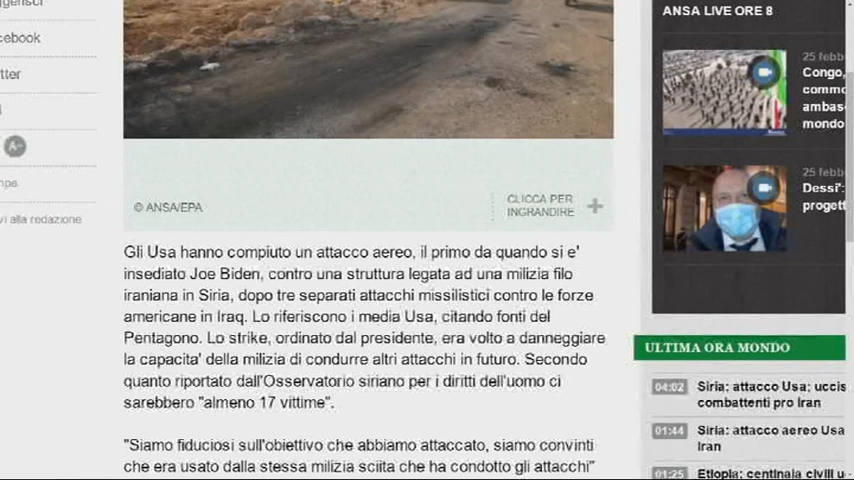 cebook
tter
A-
vi alla redazione
© ANSA/EPA
CLICCA PER
INGRANDIRE
Gli Usa hanno compiuto un attacco aereo, il primo da quando si e'
insediato Joe Biden, contro una struttura legata ad una milizia filo
iraniana in Siria, dopo tre separati attacchi missilistici contro le forze
americane in Iraq. Lo riferiscono i media Usa, citando fonti del
Pentagono. Lo strike, ordinato dal presidente, era volto a danneggiare
la capacita' della milizia di condurre altri attacchi in futuro. Secondo
quanto riportato dall'Osservatorio siriano per i diritti dell'uomo ci
sarebbero "almeno 17 vittime".
"Siamo fiduciosi sull'obiettivo che abbiamo attaccato, siamo convinti
che era usato dalla stessa milizia sciita che ha condotto gli attacchi"
ANSA LIVE ORE 8
25 febb
Congo,
commo
ambas
mondo
25 febb
Dessi':
progett
ULTIMA ORA MONDO
04:02 Siria: attacco Usa; uccis
combattenti pro Iran
01:44 Siria: attacco aereo Usa
Iran
01:25 Etiopia: centinaia civili u